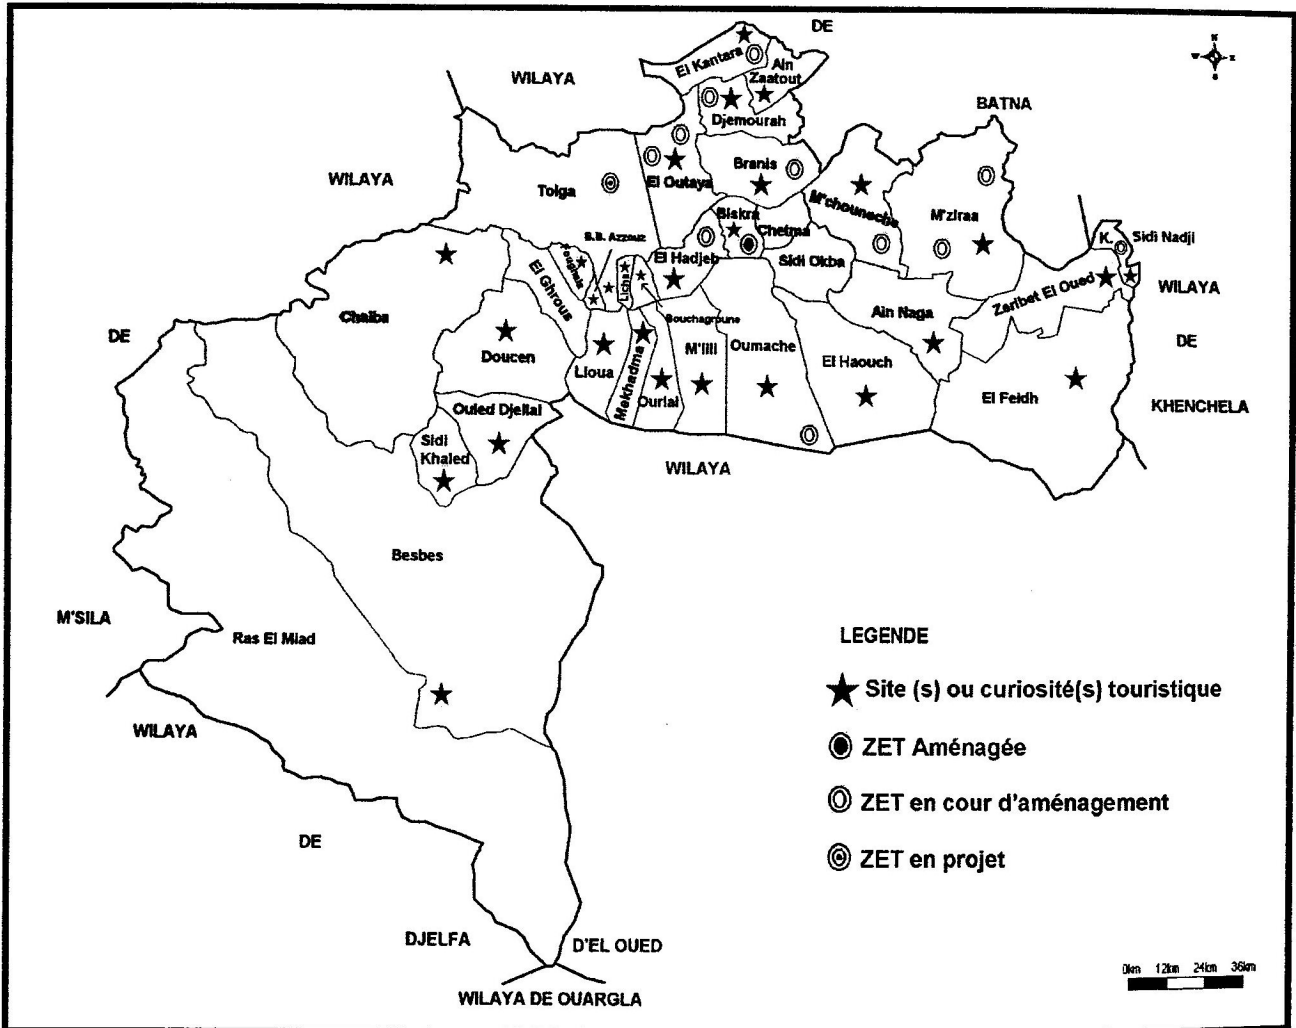 DE
N
W
E
S
WILAYA
El Kantara
Ain
Zaatout
BATNA
Djemourah
WILAYA
Tolga
El Outaya
Branis
M'chouneche
M'ziraa
Biskra
Chetma
S.B. Azzouz
K. Sidi Nadji
Foughala
El Ghrous
Licha
El Hadjeb
Sidi Okba
Zeribet El Oued
WILAYA
Chaiba
Bouchagroune
Ain Naga
DE
DE
Doucen
Lioua
Mekhadma
M'lili
Oumache
El Haouch
Ourlal
El Feidh
KHENCHELA
Ouled Djellal
Sidi
Khaled
WILAYA
Besbes
M'SILA
Ras El Miad
LEGENDE
Site (s) ou curiosité(s) touristique
WILAYA
ZET Aménagée
ZET en cour d'aménagement
DE
ZET en projet
DJELFA
D'EL OUED
0km 12km 24km 36km
WILAYA DE OUARGLA